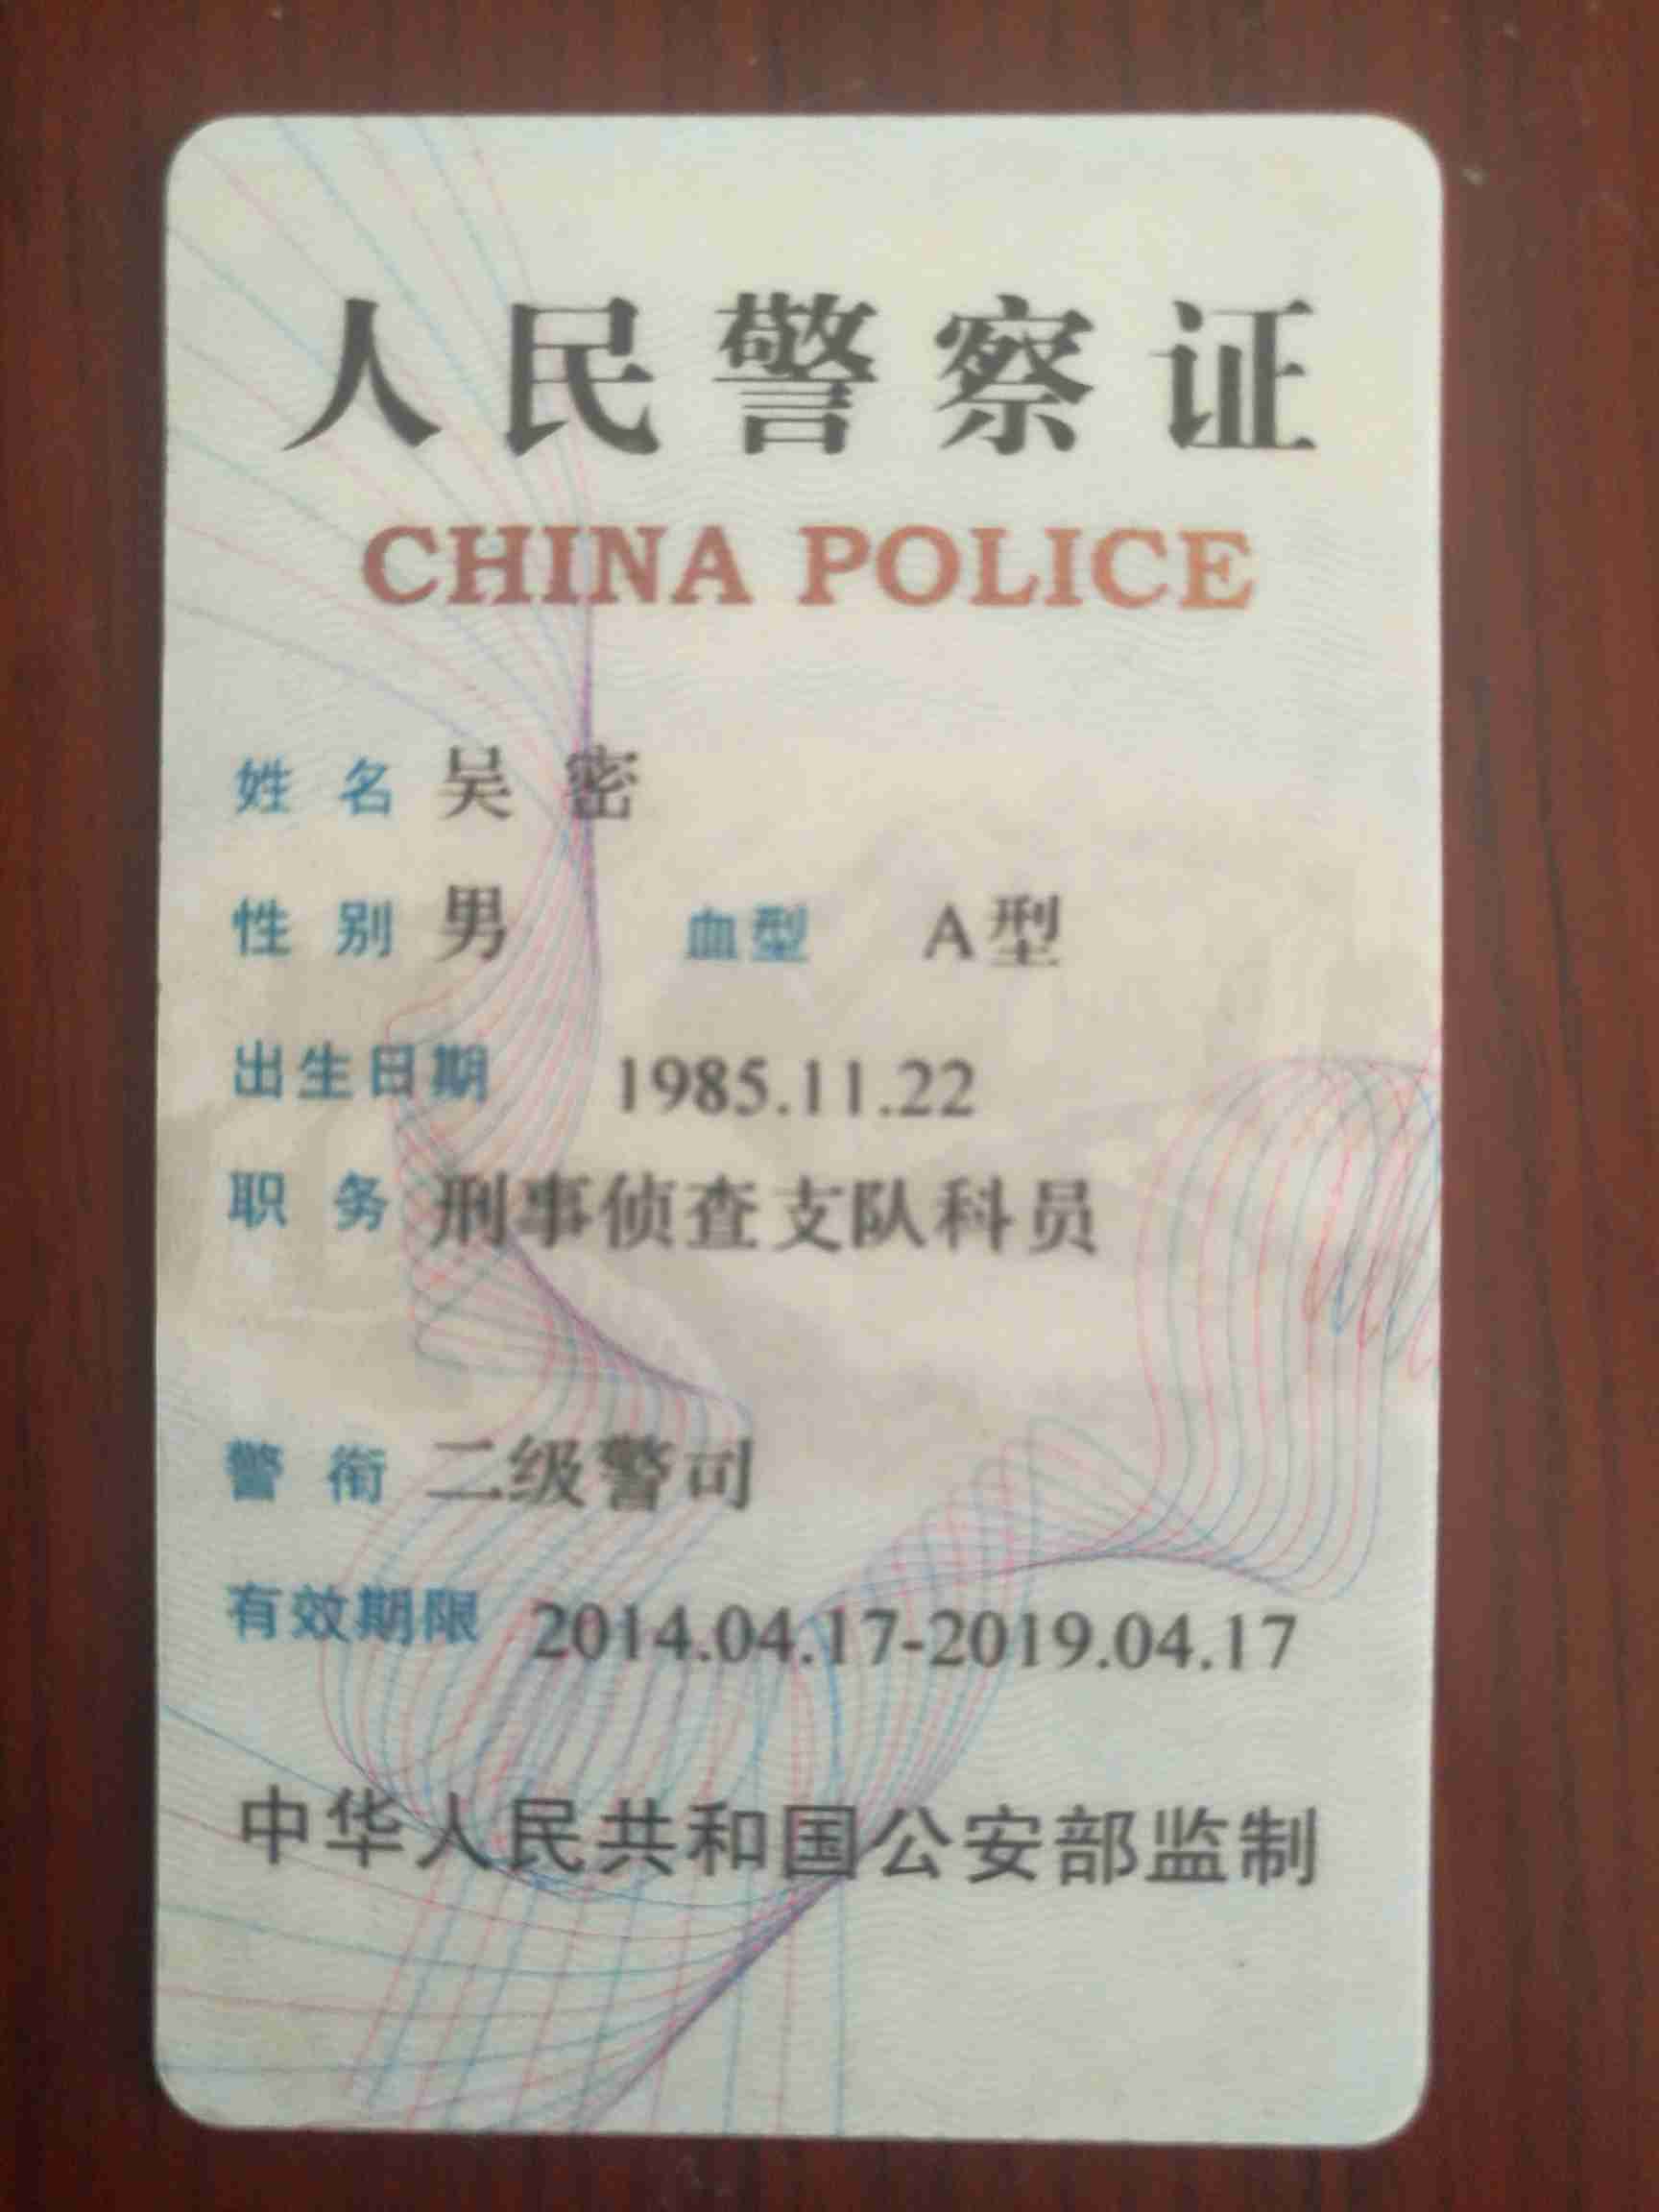 人民警察证
CHINA POLICE
姓名 吴密
性别 男 血型 A型
出生日期 1985.11.22
职务 刑事侦查支队科员
警衔 二级警司
有效期限 2014.04.17-2019.04.17
中华人民共和国公安部监制